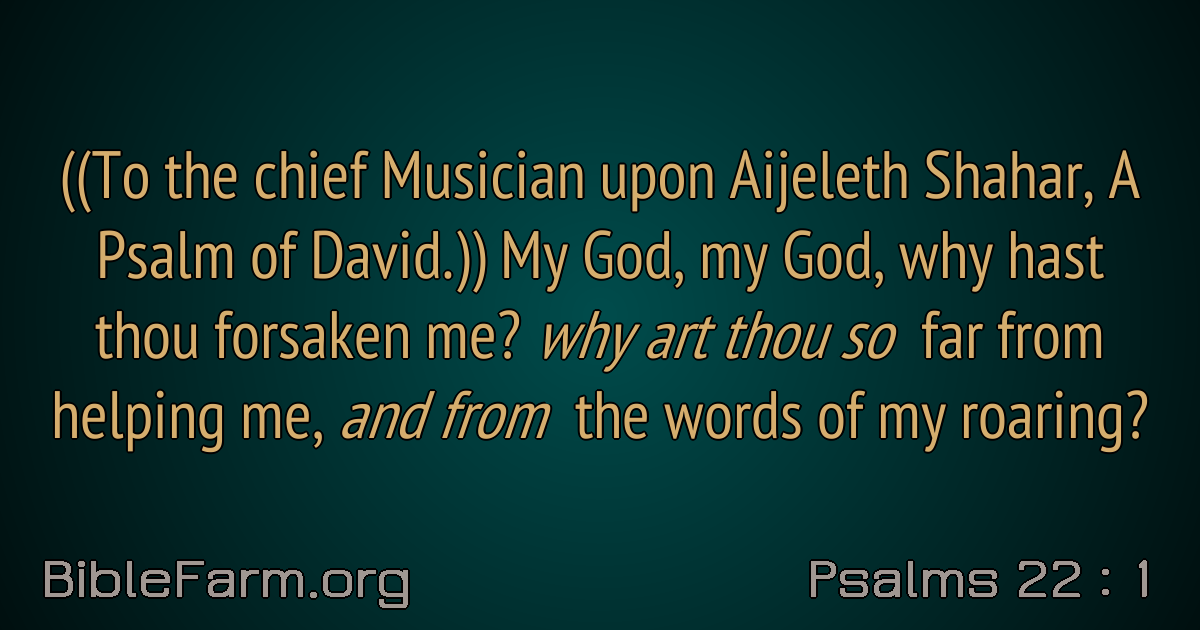 ((To the chief Musician upon Aijeleth Shahar, A
Psalm of David.)) My God, my God, why hast
thou forsaken me? why art thou so far from
helping me, and from the words of my roaring?
BibleFarm.org
Psalms 22 : 1